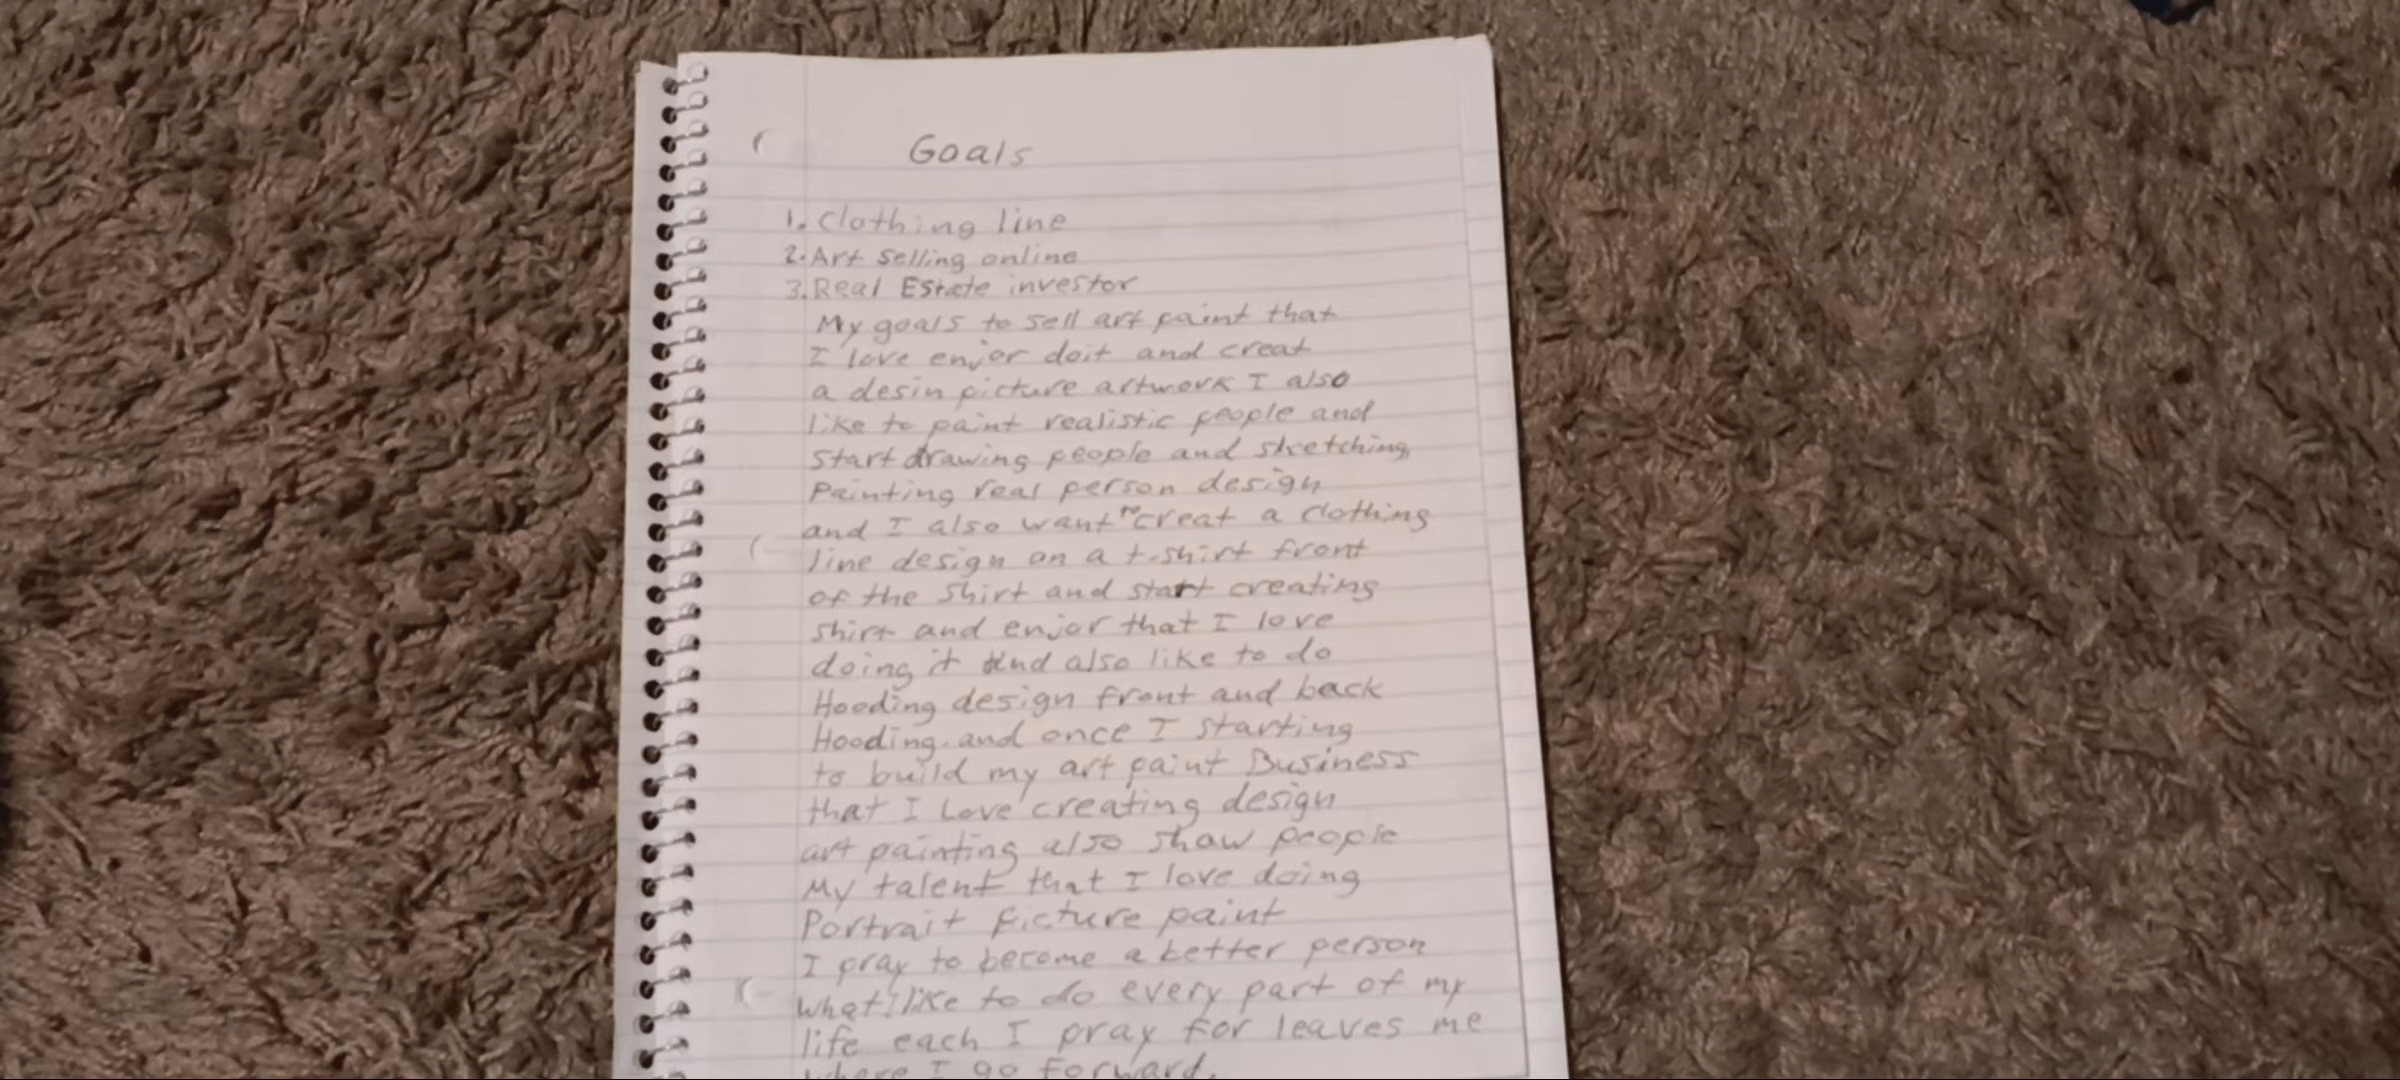 Goals
1. Clothing line
2. Art selling online
3. Real Estate investor
My goals to sell art paint that
I love enjor doit and creat
a desin picture artwork I also
like to paint realistic people and
start drawing people and sketching
Painting real person design
and I also want to creat a clothing
line design on a t-shirt front
of the shirt and start creating
shirt and enjor that I love
doing it and also like to do
Hooding design front and back
Hooding and once I starting
to build my art paint Business
that I Love creating design
art painting also show people
My talent that I love doing
Portrait picture paint
I pray to become a better person
what I like to do every part of my
life each I pray for leaves me
where I go forward.